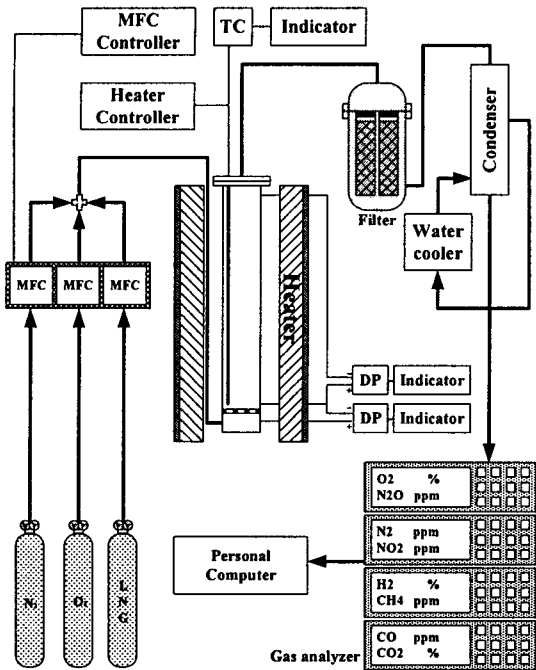 MFC
Controller
TC
Indicator
Heater
Controller
Condenser
Filter
Water
cooler
MFC
MFC
MFC
Heater
DP
Indicator
DP
Indicator
O2 %
N2O ppm
N2 ppm
NO2 ppm
H2 %
CH4 ppm
CO ppm
CO2 ppm
Personal
Computer
Gas analyzer
N₂
O₂
LNG